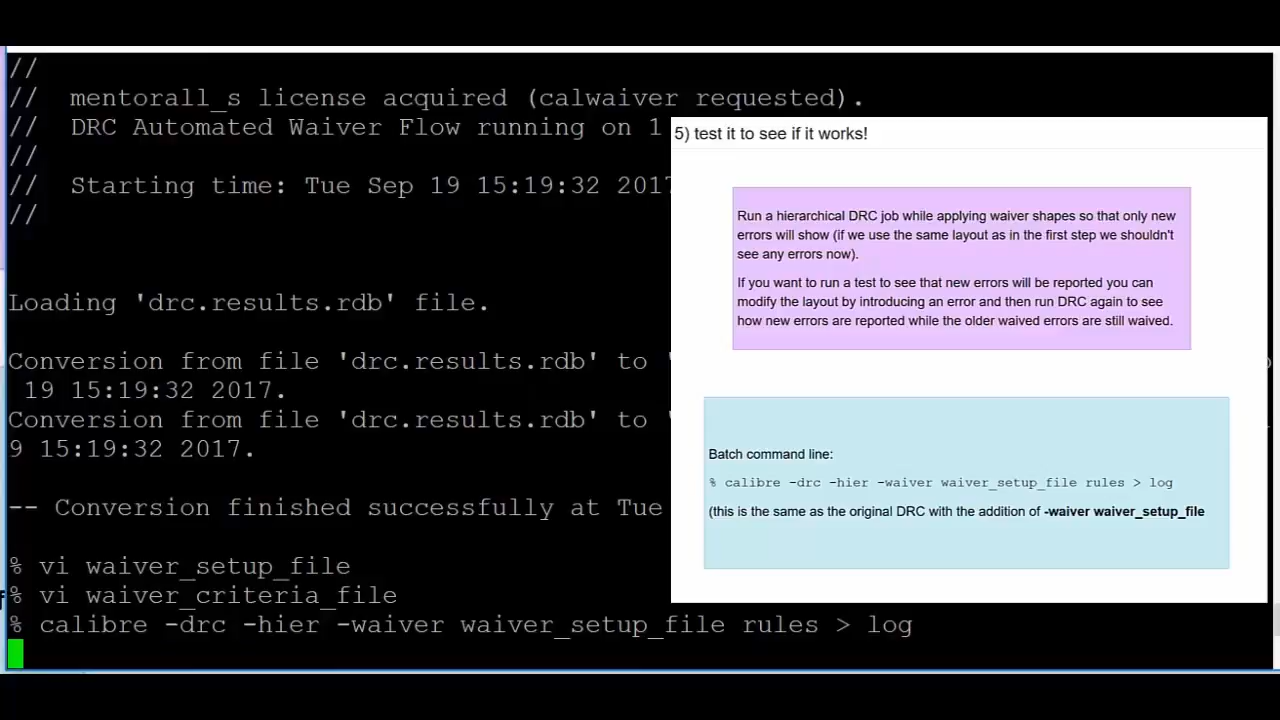 //
//  mentorall_s license acquired (calwaiver requested).
//  DRC Automated Waiver Flow running on 1
//
//  Starting time: Tue Sep 19 15:19:32 2017
//
Loading 'drc.results.rdb' file.
Conversion from file 'drc.results.rdb' to '
19 15:19:32 2017.
Conversion from file 'drc.results.rdb' to '
9 15:19:32 2017.
-- Conversion finished successfully at Tue
% vi waiver_setup_file
% vi waiver_criteria_file
% calibre -drc -hier -waiver waiver_setup_file rules > log
5) test it to see if it works!
Run a hierarchical DRC job while applying waiver shapes so that only new
errors will show (if we use the same layout as in the first step we shouldn't
see any errors now).
If you want to run a test to see that new errors will be reported you can
modify the layout by introducing an error and then run DRC again to see
how new errors are reported while the older waived errors are still waived.
Batch command line:
% calibre -drc -hier -waiver waiver_setup_file rules > log
(this is the same as the original DRC with the addition of -waiver waiver_setup_file